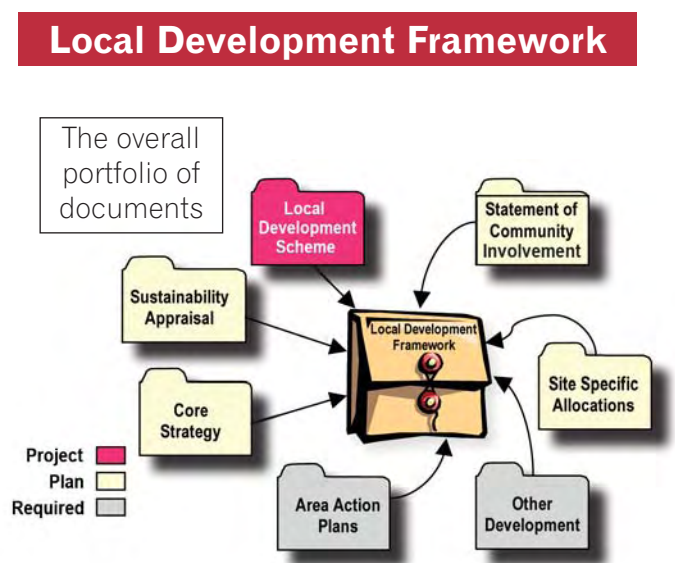 Local Development Framework
The overall
portfolio of
documents
Local
Development
Scheme
Statement of
Community
Involvement
Sustainability
Appraisal
Local Development
Framework
Site Specific
Allocations
Core
Strategy
Project
Plan
Required
Area Action
Plans
Other
Development